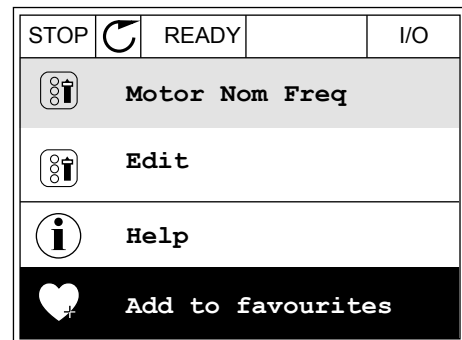 STOP READY I/O
Motor Nom Freq
Edit
Help
Add to favourites